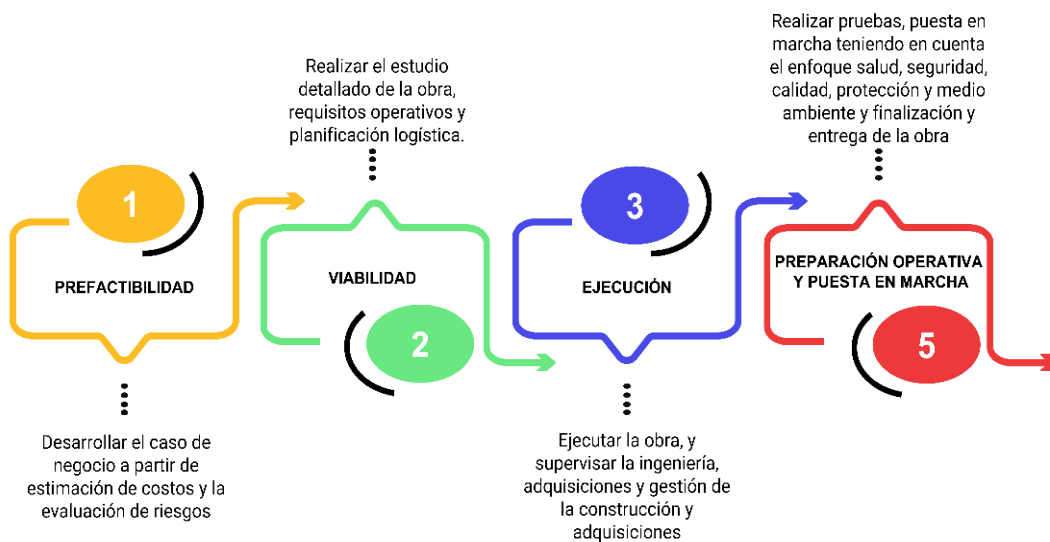 1
PREFACTIBILIDAD
Desarrollar el caso de
negocio a partir de
estimación de costos y la
evaluación de riesgos
Realizar el estudio
detallado de la obra,
requisitos operativos y
planificación logística.
VIABILIDAD
2
3
EJECUCIÓN
Ejecutar la obra, y
supervisar la ingeniería,
adquisiciones y gestión de
la construcción y
adquisiciones
Realizar pruebas, puesta en
marcha teniendo en cuenta
el enfoque salud, seguridad,
calidad, protección y medio
ambiente y finalización y
entrega de la obra
PREPARACIÓN OPERATIVA
Y PUESTA EN MARCHA
5